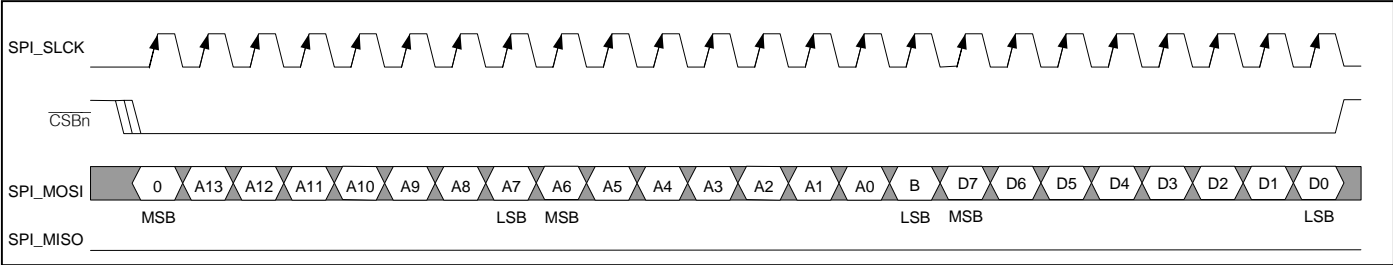 SPI_SLCK
CSBn
SPI_MOSI 0 A13 A12 A11 A10 A9 A8 A7 A6 A5 A4 A3 A2 A1 A0 B D7 D6 D5 D4 D3 D2 D1 D0
MSB LSB MSB LSB MSB LSB
SPI_MISO